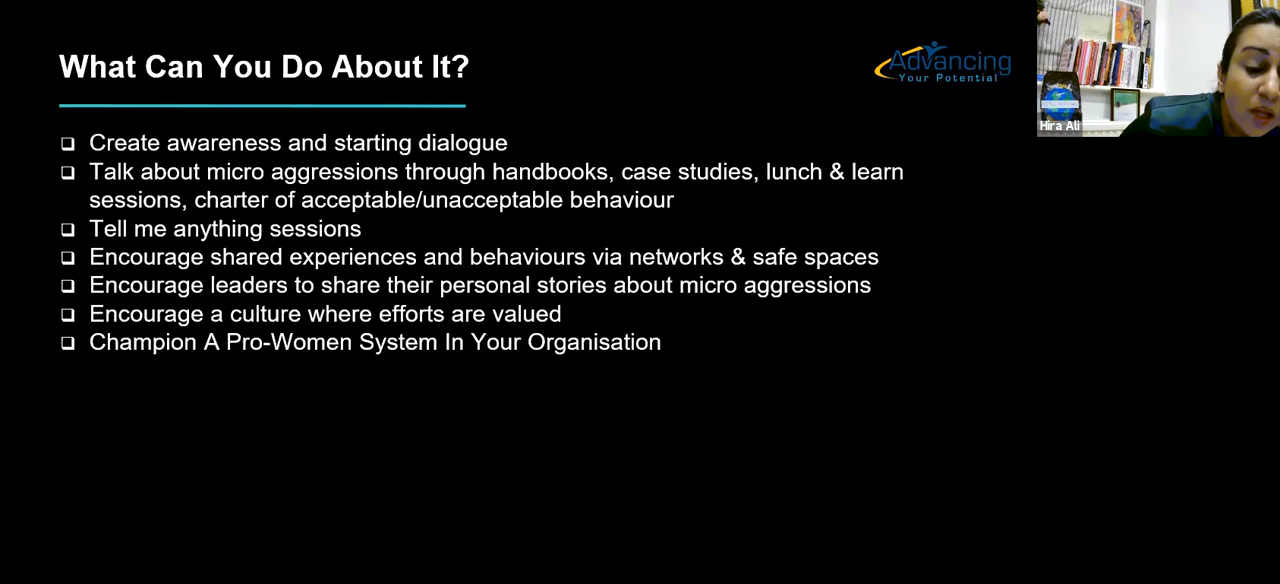 What Can You Do About It?
Advancing
Your Potential
Create awareness and starting dialogue
Talk about micro aggressions through handbooks, case studies, lunch & learn
sessions, charter of acceptable/unacceptable behaviour
Tell me anything sessions
Encourage shared experiences and behaviours via networks & safe spaces
Encourage leaders to share their personal stories about micro aggressions
Encourage a culture where efforts are valued
Champion A Pro-Women System In Your Organisation
Hira Ali